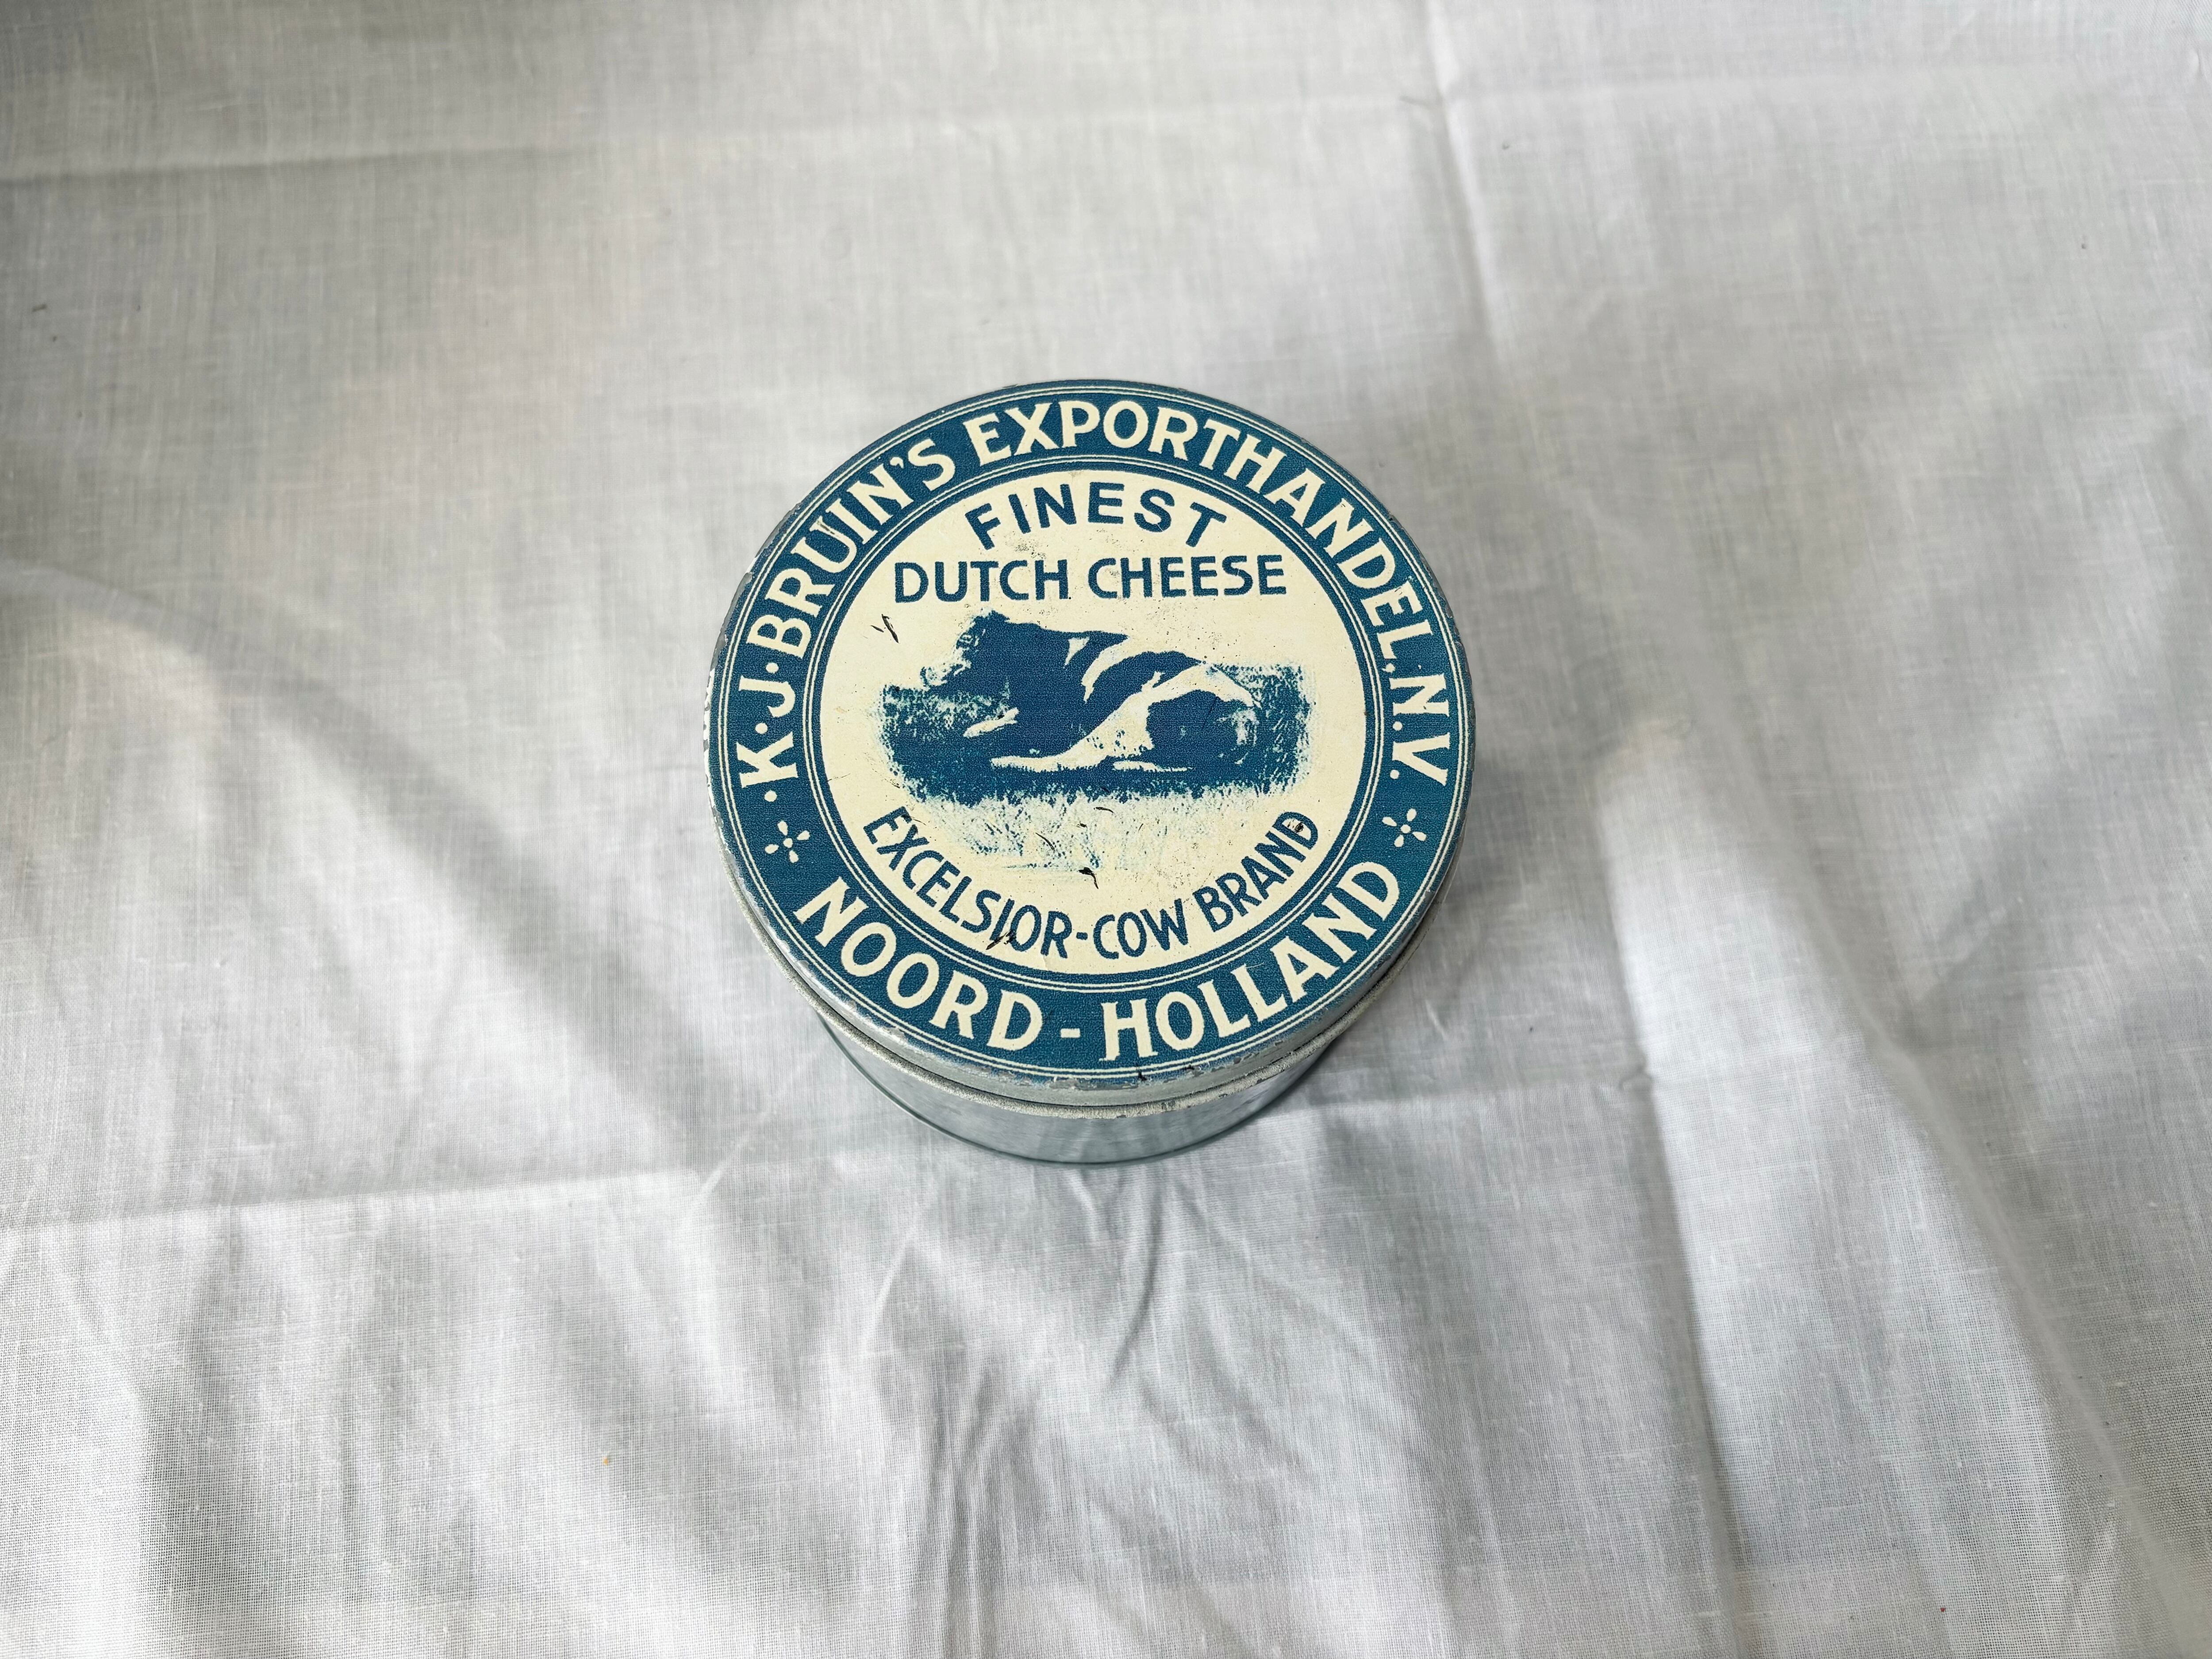 ·K·J·BRUIN'S EXPORTHANDEL.N.V.
FINEST
DUTCH CHEESE
EXCELSIOR-COW BRAND
NOORD-HOLLAND